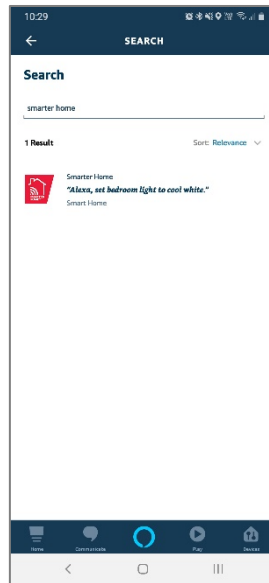 10:29
SEARCH
Search
smarter home
1 Result Sort: Relevance
Smarter Home
"Alexa, set bedroom light to cool white."
Smart Home
Home Communicate Play Devices